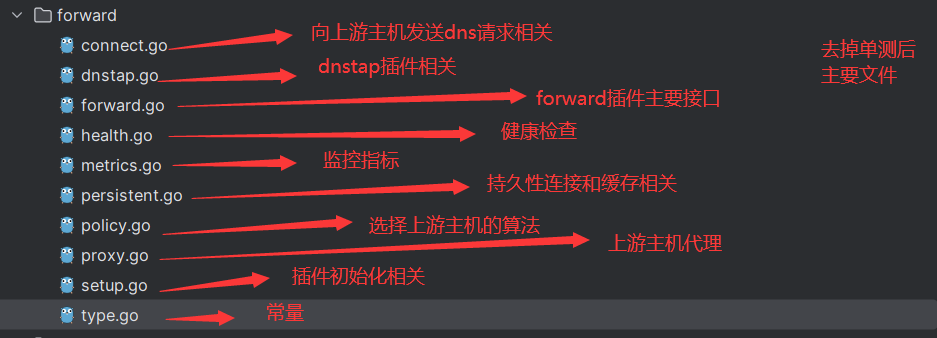 forward
connect.go
向上游主机发送dns请求相关
去掉单测后
主要文件
dnstap.go
dnstap插件相关
forward.go
forward插件主要接口
health.go
健康检查
metrics.go
监控指标
persistent.go
持久性连接和缓存相关
policy.go
选择上游主机的算法
proxy.go
上游主机代理
setup.go
插件初始化相关
type.go
常量